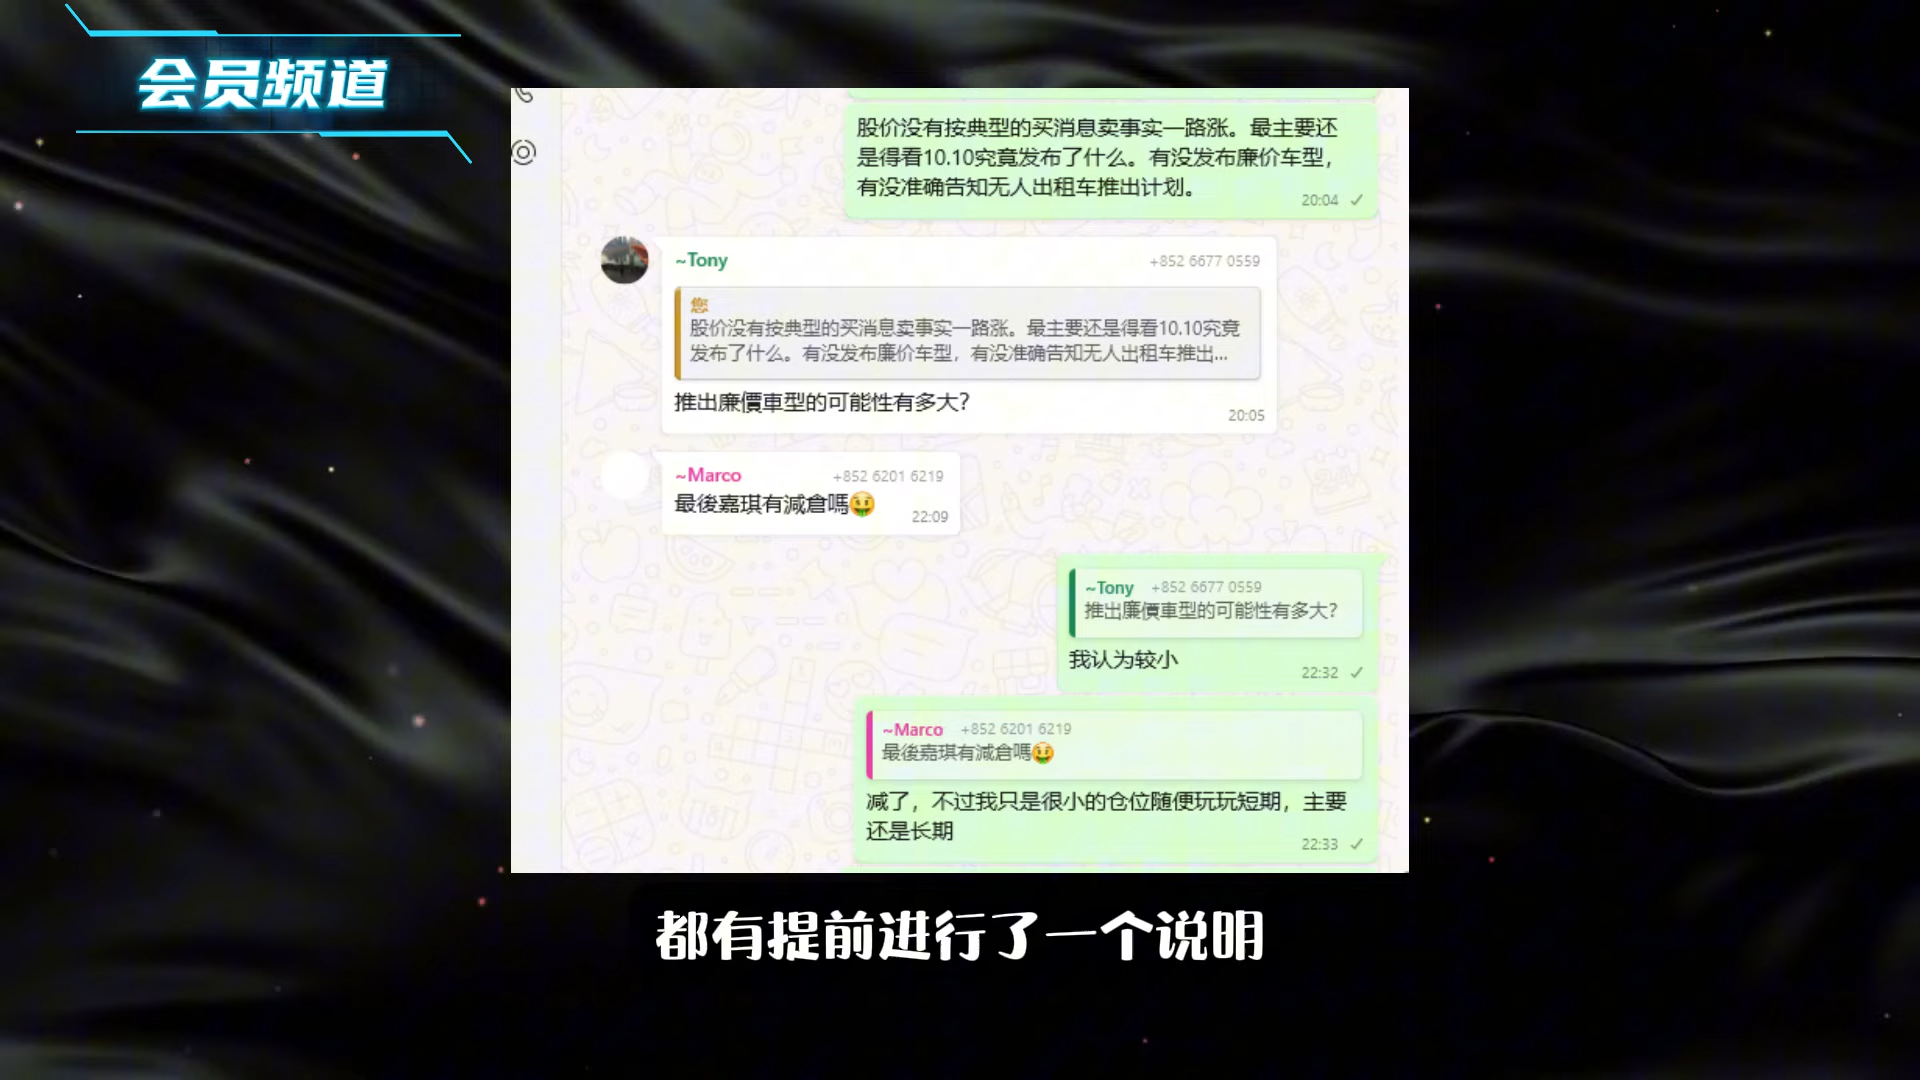 会员频道
股价没有按典型的买消息卖事实一路涨。最主要还
是得看10.10究竟发布了什么。有没发布廉价车型，
有没准确告知无人出租车推出计划。
20:04
~Tony +852 6677 0559
您
股价没有按典型的买消息卖事实一路涨。最主要还是得看10.10究竟
发布了什么。有没发布廉价车型，有没准确告知无人出租车推出...
推出廉價車型的可能性有多大？
20:05
~Marco +852 6201 6219
最後嘉琪有減倉嗎🤑
22:09
~Tony +852 6677 0559
推出廉價車型的可能性有多大？
我认为较小
22:32
~Marco +852 6201 6219
最後嘉琪有減倉嗎🤑
减了，不过我只是很小的仓位随便玩玩短期，主要
还是长期
22:33
都有提前进行了一个说明